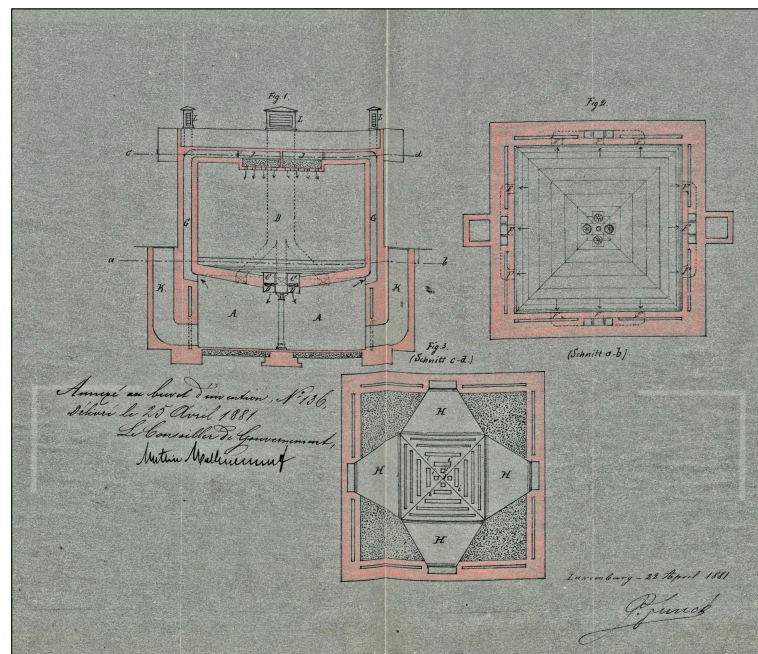 Fig. 1.
Fig 2.
L
L
L
c
d
J
J
F
F
F
G
B
G
F
F
F
F
F
F
a
b
C
C
D
D
F
F
F
K
A
A
K
Fig 3.
(Schnitt c-d.)
(Schnitt a-b)
Annexé au brevet d'invention N° 136.
Délivré le 25 Avril 1881
Le Conseiller de Gouvernement,
H
H
H
J
H
Luxemburg - 22 April 1881
P. Funck